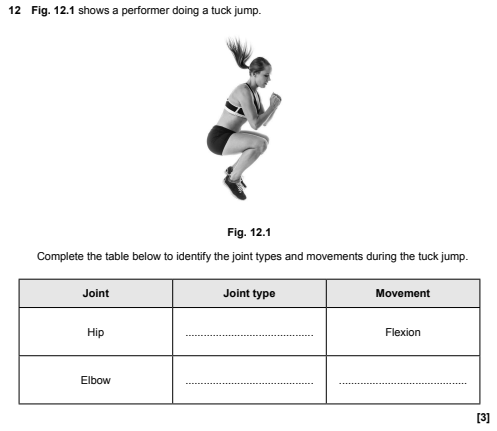 12 Fig. 12.1 shows a performer doing a tuck jump.
Fig. 12.1
Complete the table below to identify the joint types and movements during the tuck jump.
Joint Joint type Movement
Hip .......................................... Flexion
Elbow .......................................... ..........................................
[3]